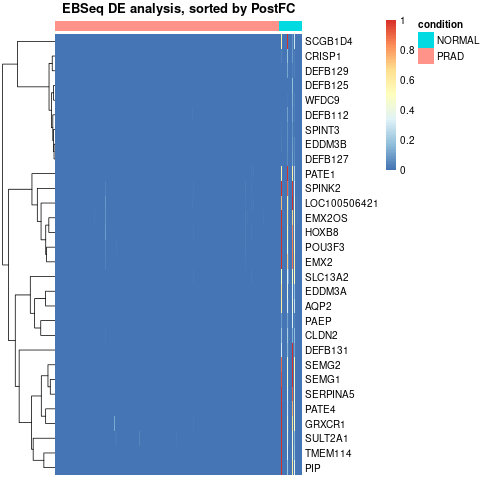 EBSeq DE analysis, sorted by PostFC
SCGB1D4
CRISP1
DEFB129
DEFB125
WFDC9
DEFB112
SPINT3
EDDM3B
DEFB127
PATE1
SPINK2
LOC100506421
EMX2OS
HOXB8
POU3F3
EMX2
SLC13A2
EDDM3A
AQP2
PAEP
CLDN2
DEFB131
SEMG2
SEMG1
SERPINA5
PATE4
GRXCR1
SULT2A1
TMEM114
PIP
1
0.8
0.6
0.4
0.2
0
condition
NORMAL
PRAD